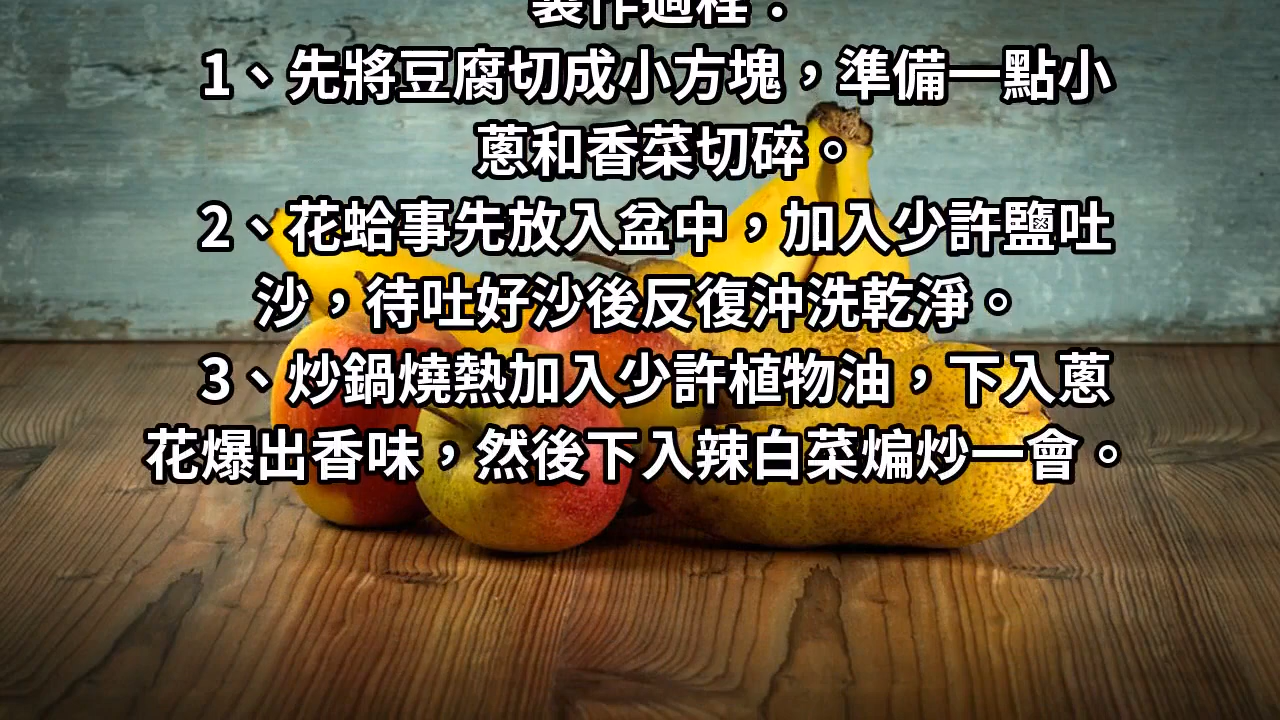 製作過程：
1、先將豆腐切成小方塊，準備一點小
蔥和香菜切碎。
2、花蛤事先放入盆中，加入少許鹽吐
沙，待吐好沙後反復沖洗乾淨。
3、炒鍋燒熱加入少許植物油，下入蔥
花爆出香味，然後下入辣白菜煸炒一會。